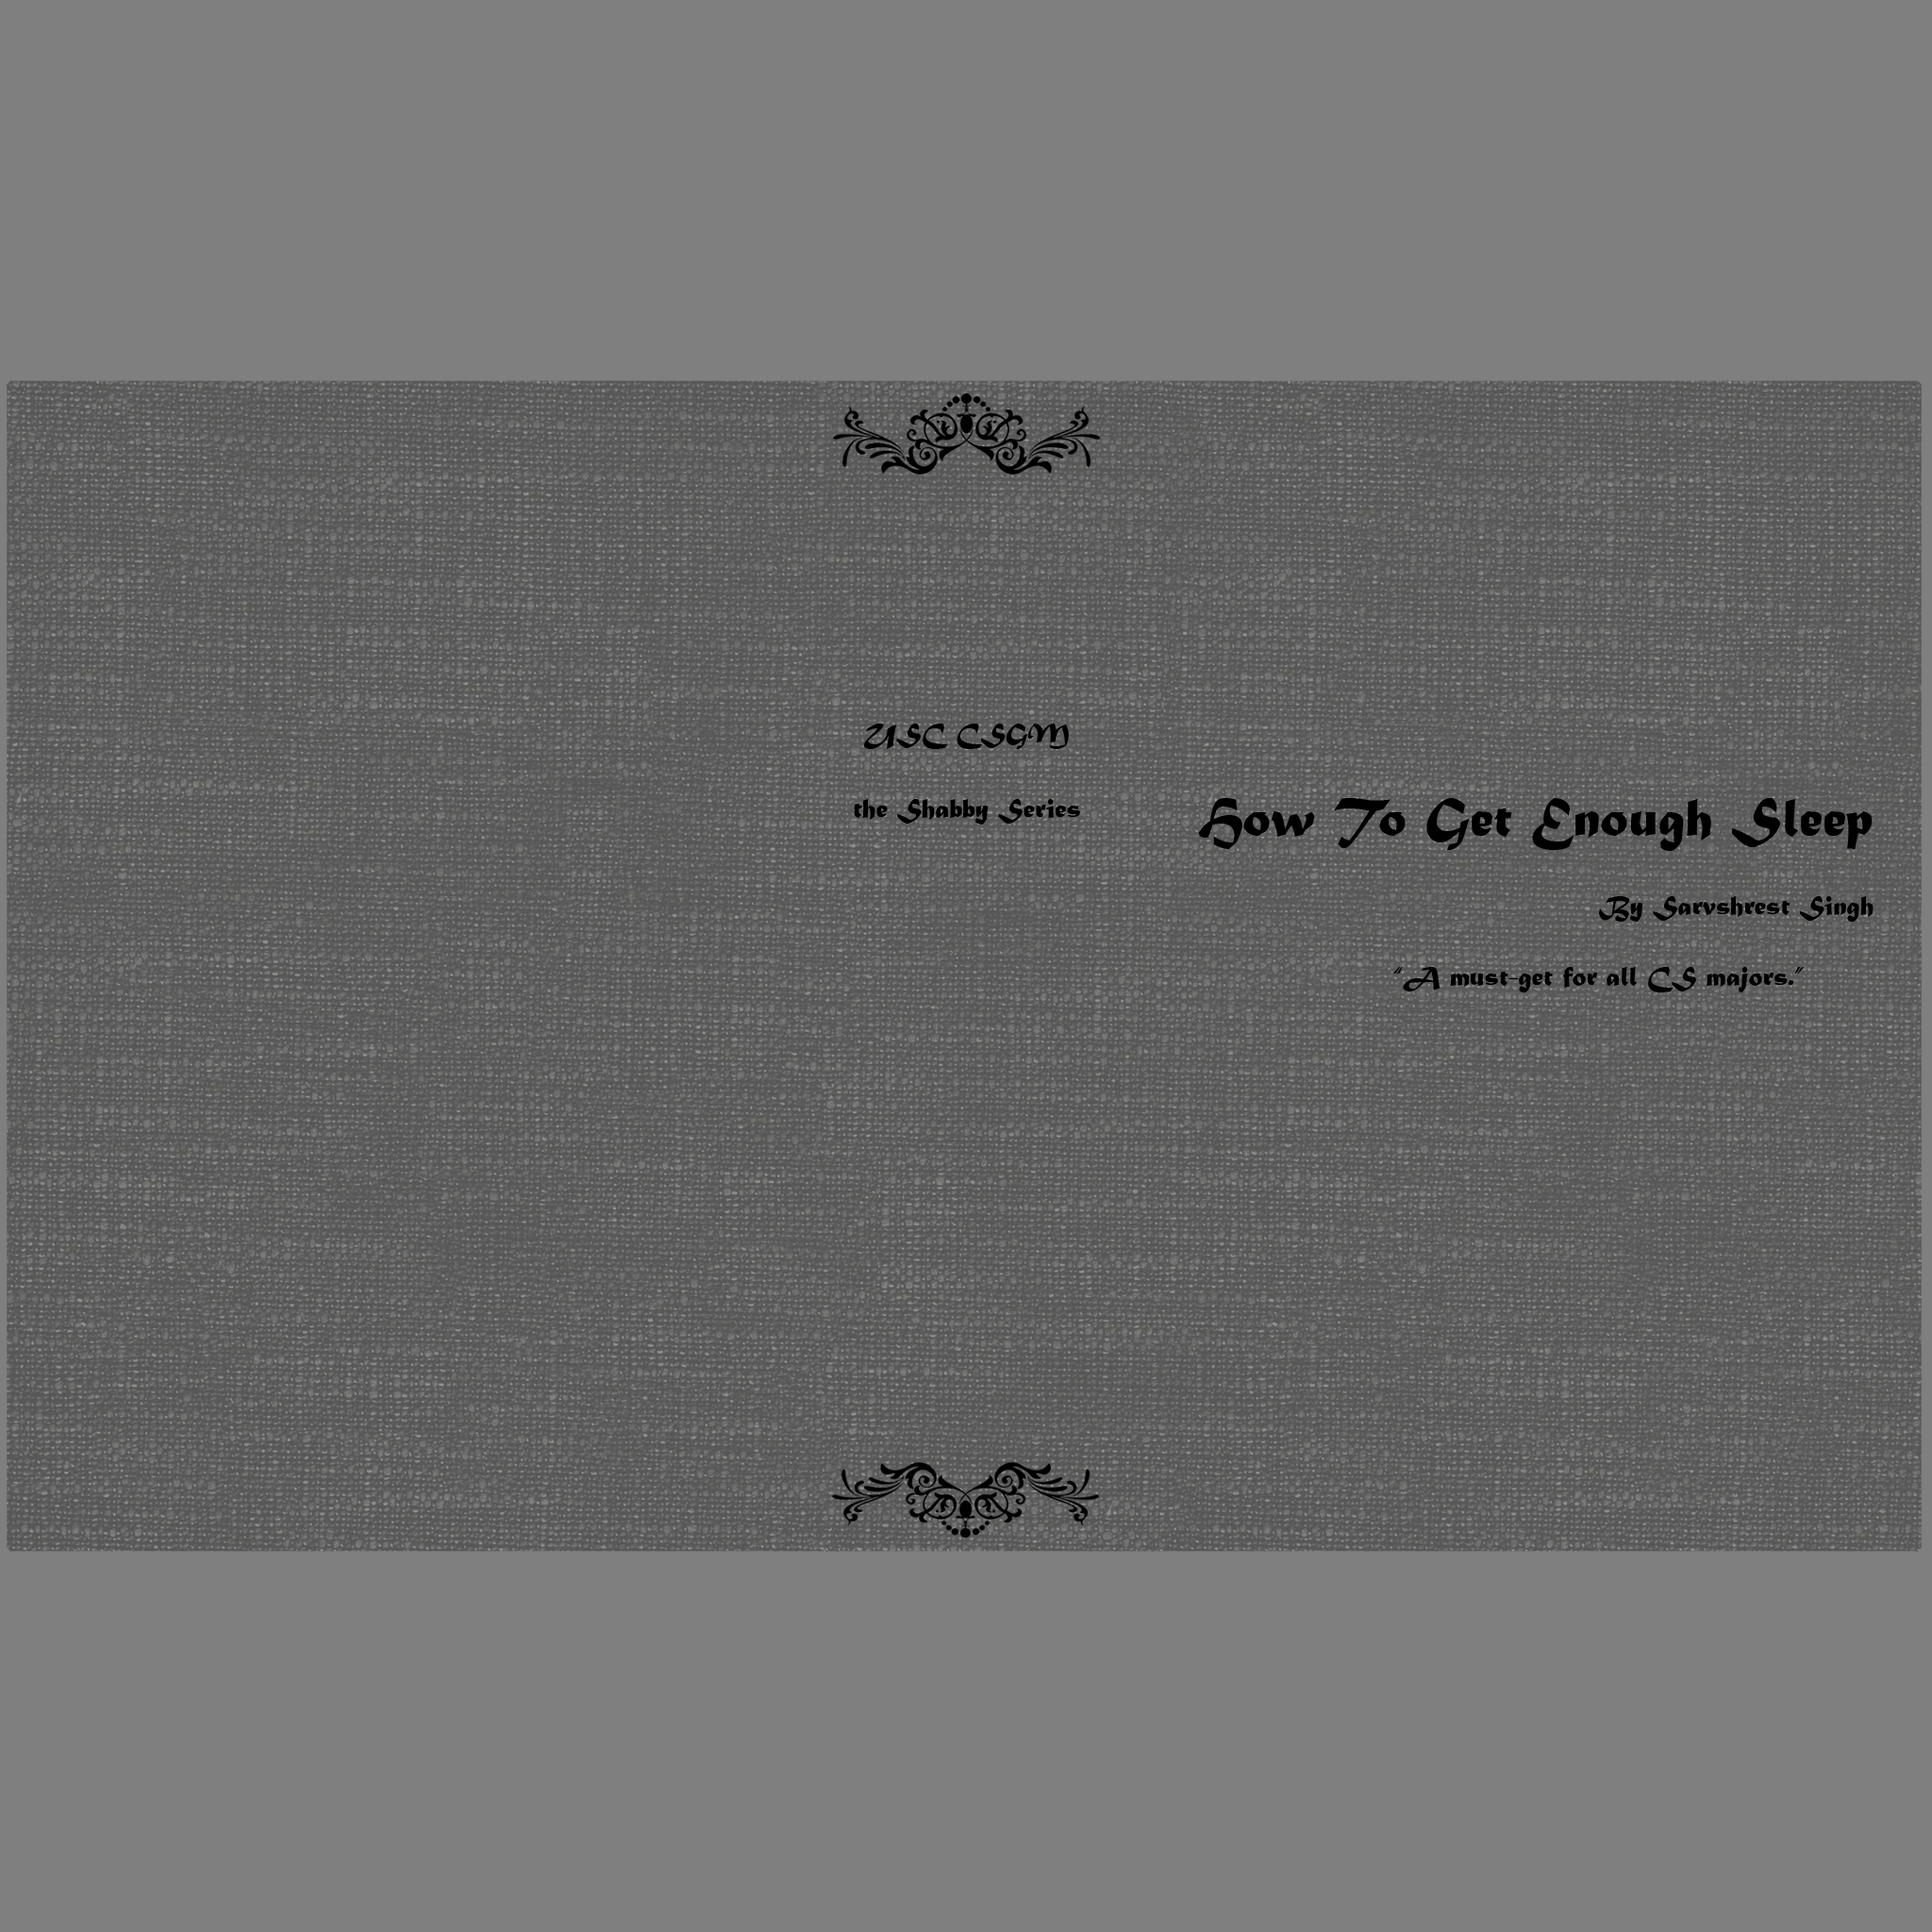 USC CSGM
the Shabby Series
How To Get Enough Sleep
By Sarvshrest Singh
"A must-get for all CS majors."